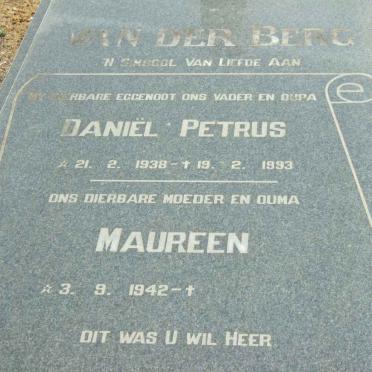 VAN DER BERG
'N SIMBOOL VAN LIEFDE AAN
MY DIERBARE EGGENOOT ONS VADER EN OUPA
DANIËL PETRUS
☆ 21. 2. 1938 - ✝ 19. 2. 1993
ONS DIERBARE MOEDER EN OUMA
MAUREEN
☆ 3. 9. 1942 - ✝
DIT WAS U WIL HEER